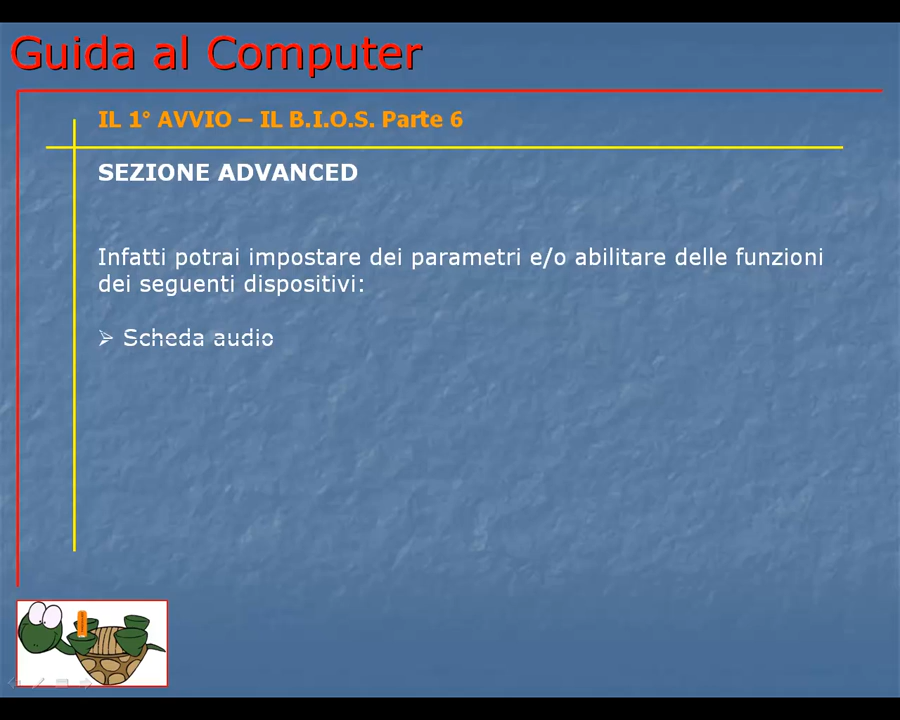 Guida al Computer
IL 1° AVVIO – IL B.I.O.S. Parte 6
SEZIONE ADVANCED
Infatti potrai impostare dei parametri e/o abilitare delle funzioni
dei seguenti dispositivi:
➢ Scheda audio